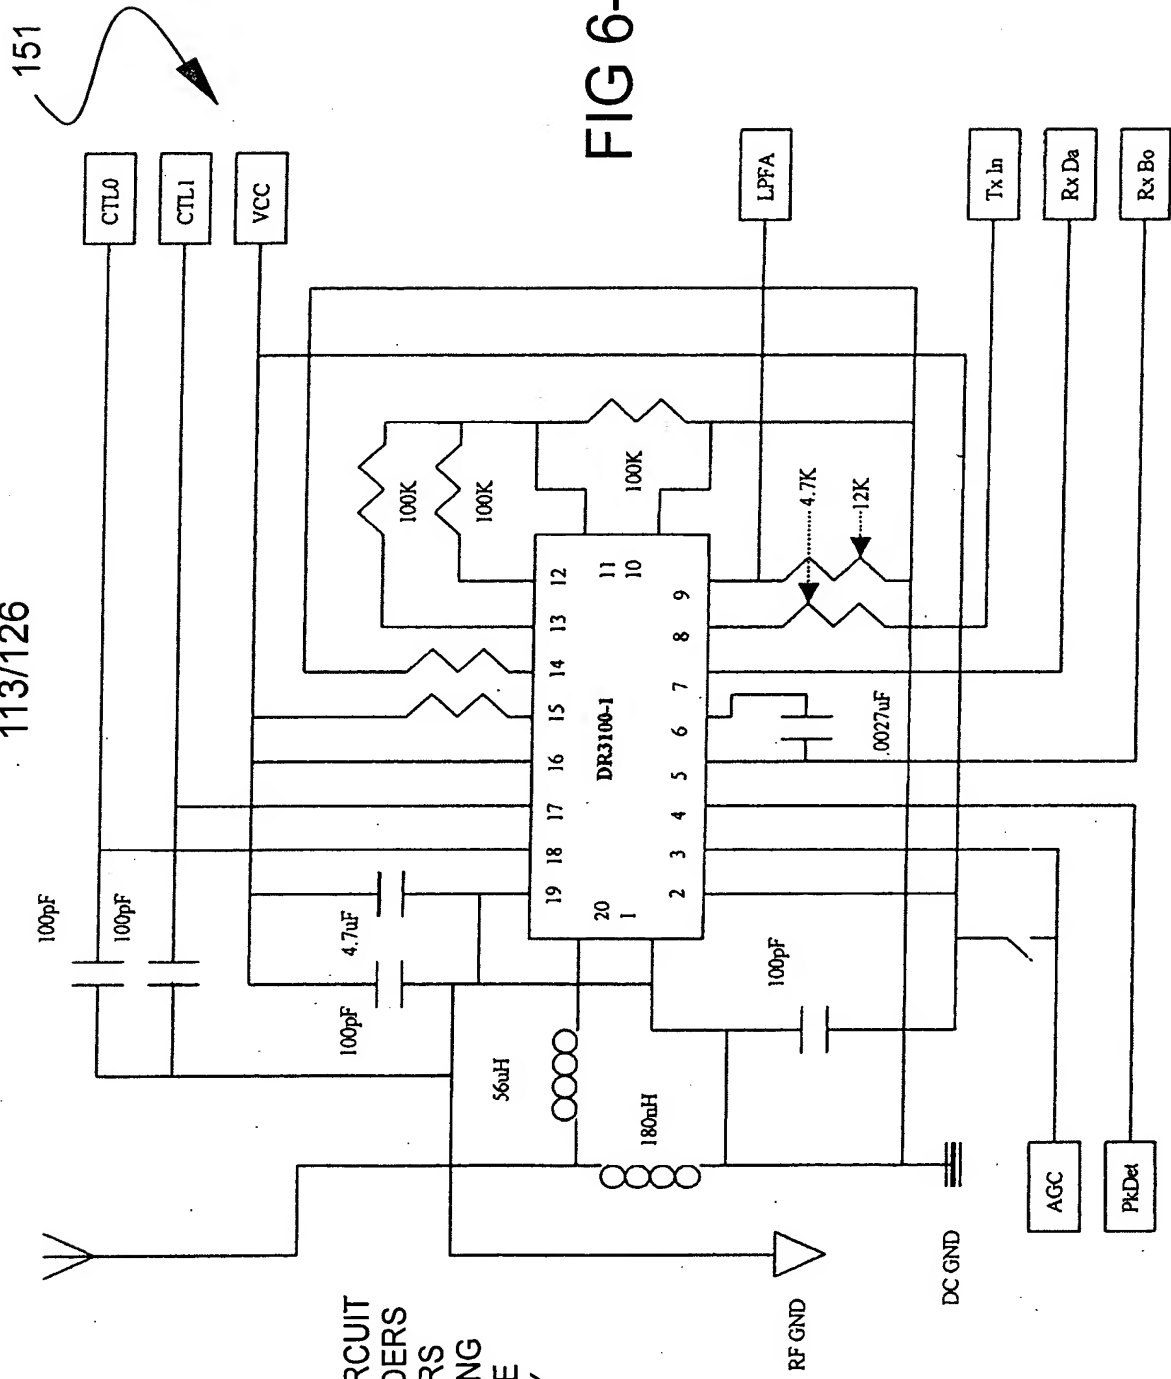 113/126
151
FIG 6-
CTL0
CTL1
VCC
LPFA
Tx In
Rx Da
Rx Bo
100pF
100pF
100K
100K
100K
4.7K
12K
4.7uF
100pF
19 18 17 16 15 14 13 12
20
1
11
10
DR3100-1
2 3 4 5 6 7 8 9
.0027uF
100pF
56uH
180nH
AGC
PkDet
RF GND
DC GND
RCUIT
DERS
RS
NG
E